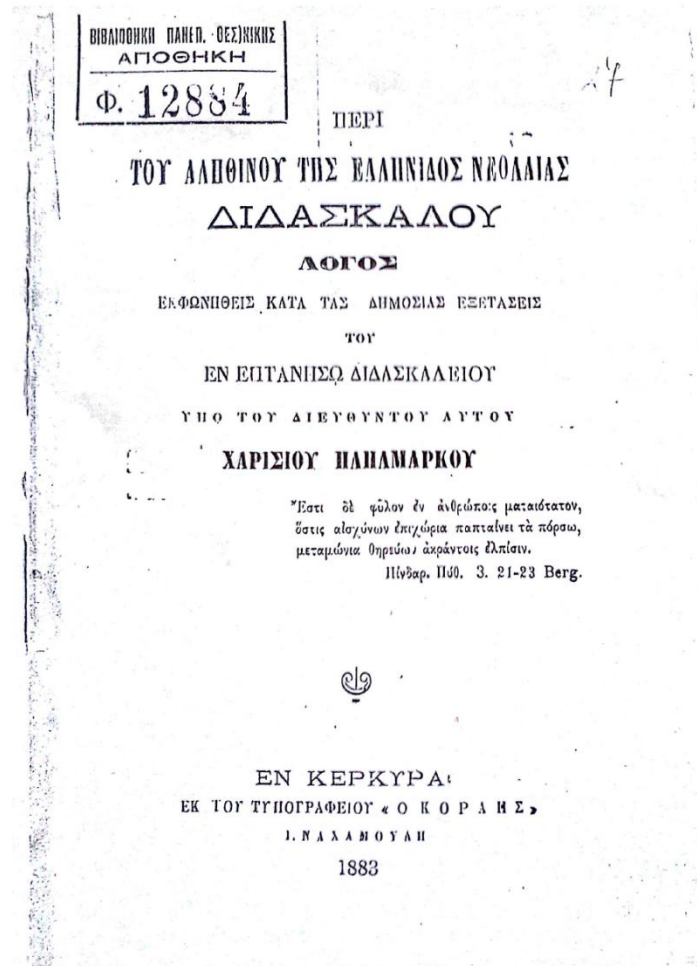 ΒΙΒΛΙΟΘΗΚΗ ΠΑΝΕΠ. ΘΕΣ)ΝΙΚΗΣ
ΑΠΟΘΗΚΗ
Φ. 12884
ΠΕΡΙ
ΤΟΥ ΑΛΗΘΙΝΟΥ ΤΗΣ ΕΛΛΗΝΙΔΟΣ ΝΕΟΛΑΙΑΣ
ΔΙΔΑΣΚΑΛΟΥ
ΛΟΓΟΣ
ΕΚΦΩΝΗΘΕΙΣ ΚΑΤΑ ΤΑΣ ΔΗΜΟΣΙΑΣ ΕΞΕΤΑΣΕΙΣ
ΤΟΥ
ΕΝ ΕΠΤΑΝΗΣΩ ΔΙΔΑΣΚΑΛΕΙΟΥ
ΥΠΟ ΤΟΥ ΔΙΕΥΘΥΝΤΟΥ ΑΥΤΟΥ
ΧΑΡΙΣΙΟΥ ΠΑΠΑΜΑΡΚΟΥ
Ἔστι δὲ φῦλον ἐν ἀνθρώποις ματαιότατον,
ὅστις αἰσχύνων ἐπιχώρια παπταίνει τὰ πόρσω,
μεταμώνια θηρεύων ἀκράντοις ἐλπίσιν.
Πίνδαρ. Πύθ. 3. 21-23 Berg.
ΕΝ ΚΕΡΚΥΡΑ:
ΕΚ ΤΟΥ ΤΥΠΟΓΡΑΦΕΙΟΥ « Ο ΚΟΡΑΗΣ»
Ι. ΝΑΧΑΜΟΥΛΗ
1883